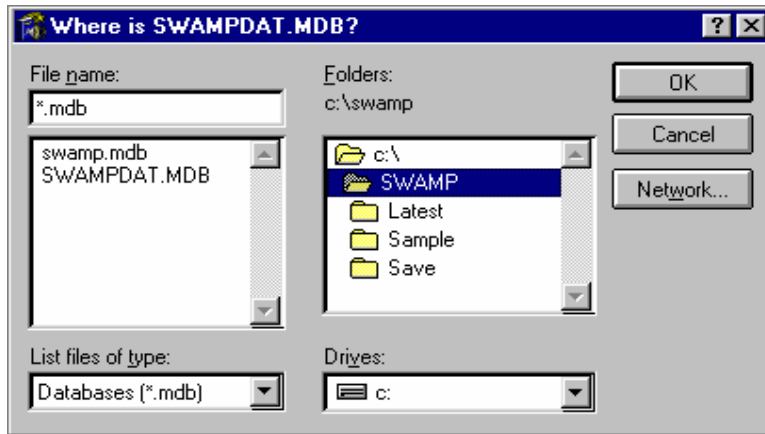 Where is SWAMPDAT.MDB?
File name:
*.mdb
swamp.mdb
SWAMPDAT.MDB
List files of type:
Databases (*.mdb)
Folders:
c:\swamp
c:\
SWAMP
Latest
Sample
Save
Drives:
c:
OK
Cancel
Network...